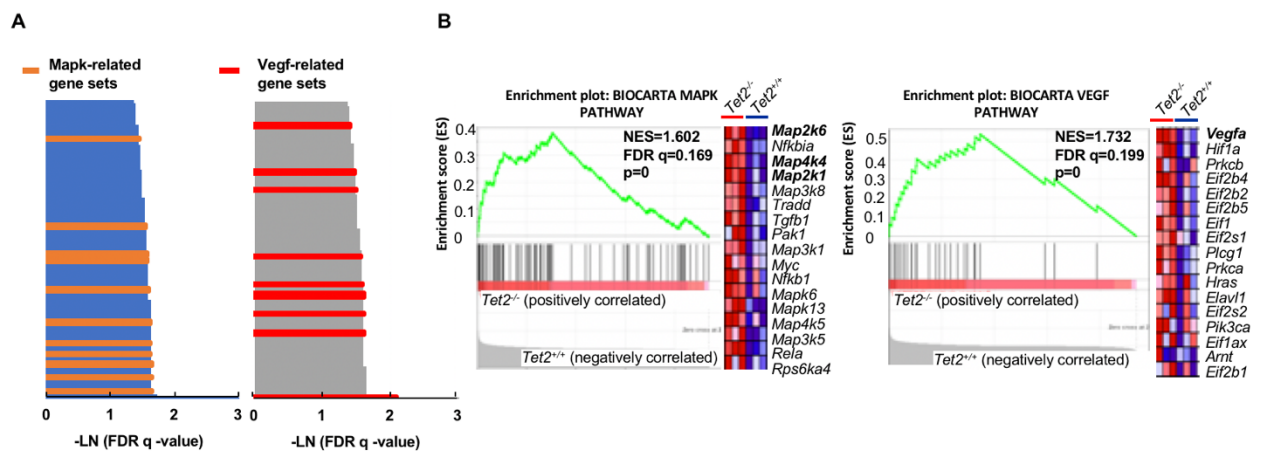 A
B
Mapk-related
gene sets
Vegf-related
gene sets
0 1 2 3
-LN (FDR q -value)
0 1 2 3
-LN (FDR q -value)
Enrichment plot: BIOCARTA MAPK
PATHWAY
Tet2-/- Tet2+/+
Enrichment score (ES)
0.4
0.3
0.2
0.1
0
NES=1.602
FDR q=0.169
p=0
Tet2-/- (positively correlated)
Tet2+/+ (negatively correlated)
Map2k6
Nfkbia
Map4k4
Map2k1
Map3k8
Tradd
Tgfb1
Pak1
Map3k1
Myc
Nfkb1
Mapk6
Mapk13
Map4k5
Map3k5
Rela
Rps6ka4
Enrichment plot: BIOCARTA VEGF
PATHWAY
Tet2-/- Tet2+/+
Enrichment score (ES)
0.5
0.4
0.3
0.2
0.1
0
NES=1.732
FDR q=0.199
p=0
Tet2-/- (positively correlated)
Tet2+/+ (negatively correlated)
Vegfa
Hif1a
Prkcb
Eif2b4
Eif2b2
Eif2b5
Eif1
Eif2s1
Plcg1
Prkca
Hras
Elavl1
Eif2s2
Pik3ca
Eif1ax
Arnt
Eif2b1